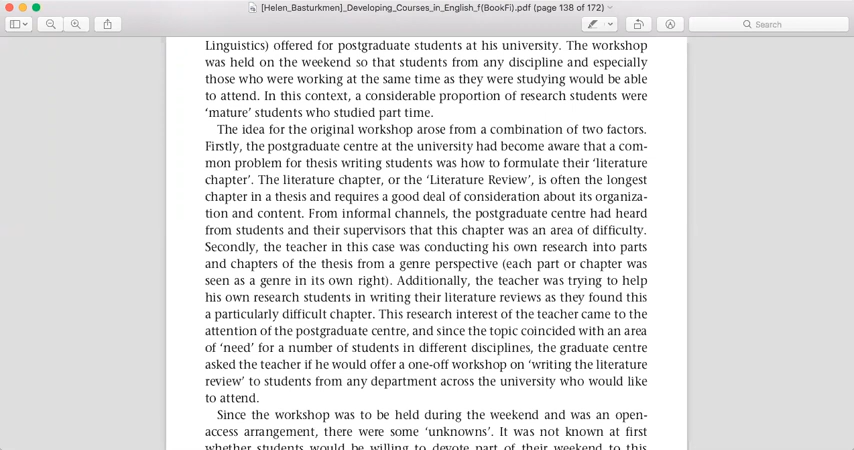 [Helen_Basturkmen]_Developing_Courses_in_English_f(BookFi).pdf (page 138 of 172)
Search
Linguistics) offered for postgraduate students at his university. The workshop
was held on the weekend so that students from any discipline and especially
those who were working at the same time as they were studying would be able
to attend. In this context, a considerable proportion of research students were
‘mature’ students who studied part time.
The idea for the original workshop arose from a combination of two factors.
Firstly, the postgraduate centre at the university had become aware that a com-
mon problem for thesis writing students was how to formulate their ‘literature
chapter’. The literature chapter, or the ‘Literature Review’, is often the longest
chapter in a thesis and requires a good deal of consideration about its organiza-
tion and content. From informal channels, the postgraduate centre had heard
from students and their supervisors that this chapter was an area of difficulty.
Secondly, the teacher in this case was conducting his own research into parts
and chapters of the thesis from a genre perspective (each part or chapter was
seen as a genre in its own right). Additionally, the teacher was trying to help
his own research students in writing their literature reviews as they found this
a particularly difficult chapter. This research interest of the teacher came to the
attention of the postgraduate centre, and since the topic coincided with an area
of ‘need’ for a number of students in different disciplines, the graduate centre
asked the teacher if he would offer a one-off workshop on ‘writing the literature
review’ to students from any department across the university who would like
to attend.
Since the workshop was to be held during the weekend and was an open-
access arrangement, there were some ‘unknowns’. It was not known at first
whether students would be willing to devote part of their weekend to this